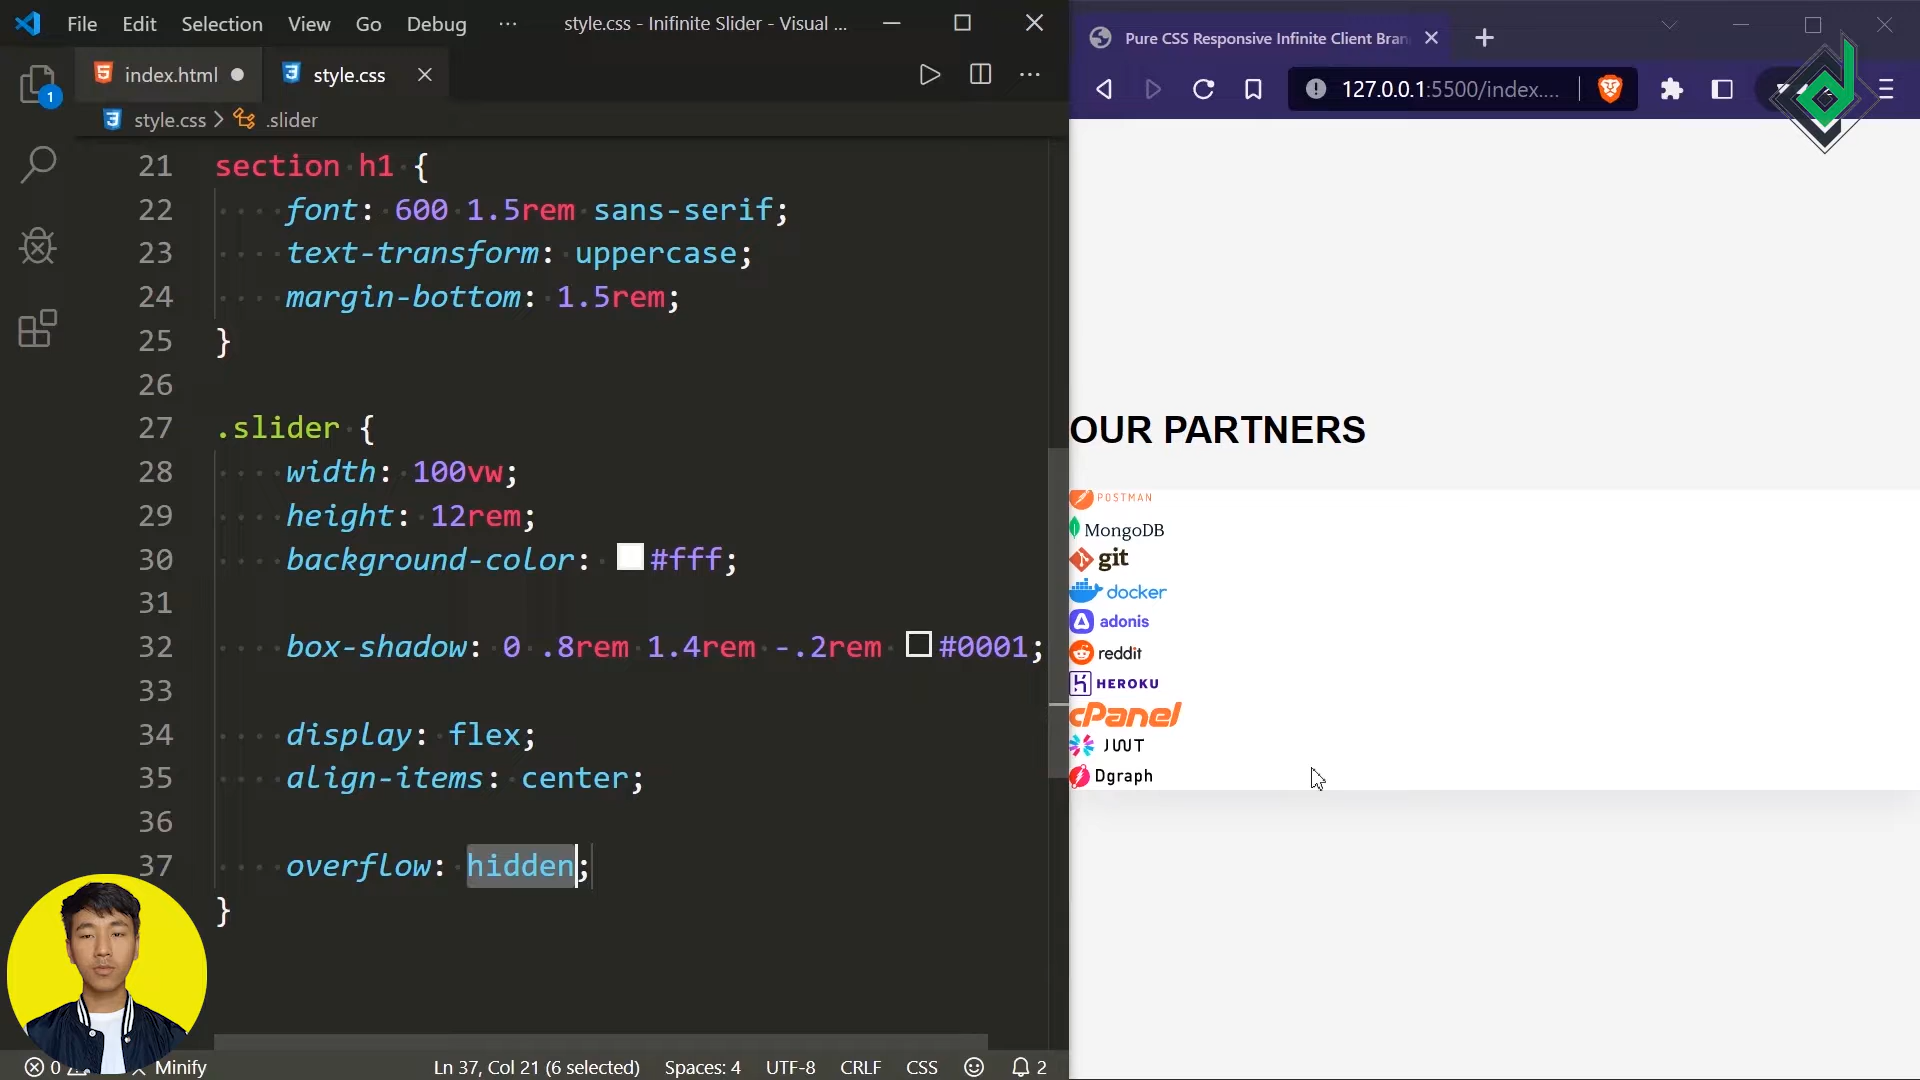 File Edit Selection View Go Debug ··· style.css - Inifinite Slider - Visual ...
index.html style.css
style.css > .slider
21 section h1 {
22 font: 600 1.5rem sans-serif;
23 text-transform: uppercase;
24 margin-bottom: 1.5rem;
25 }
26
27 .slider {
28 width: 100vw;
29 height: 12rem;
30 background-color: #fff;
31
32 box-shadow: 0 .8rem 1.4rem -.2rem #0001;
33
34 display: flex;
35 align-items: center;
36
37 overflow: hidden;
}
1
0 Minify Ln 37, Col 21 (6 selected) Spaces: 4 UTF-8 CRLF CSS 2
Pure CSS Responsive Infinite Client Bran
127.0.0.1:5500/index....
OUR PARTNERS
POSTMAN
MongoDB
git
docker
adonis
reddit
HEROKU
cPanel
JWT
Dgraph